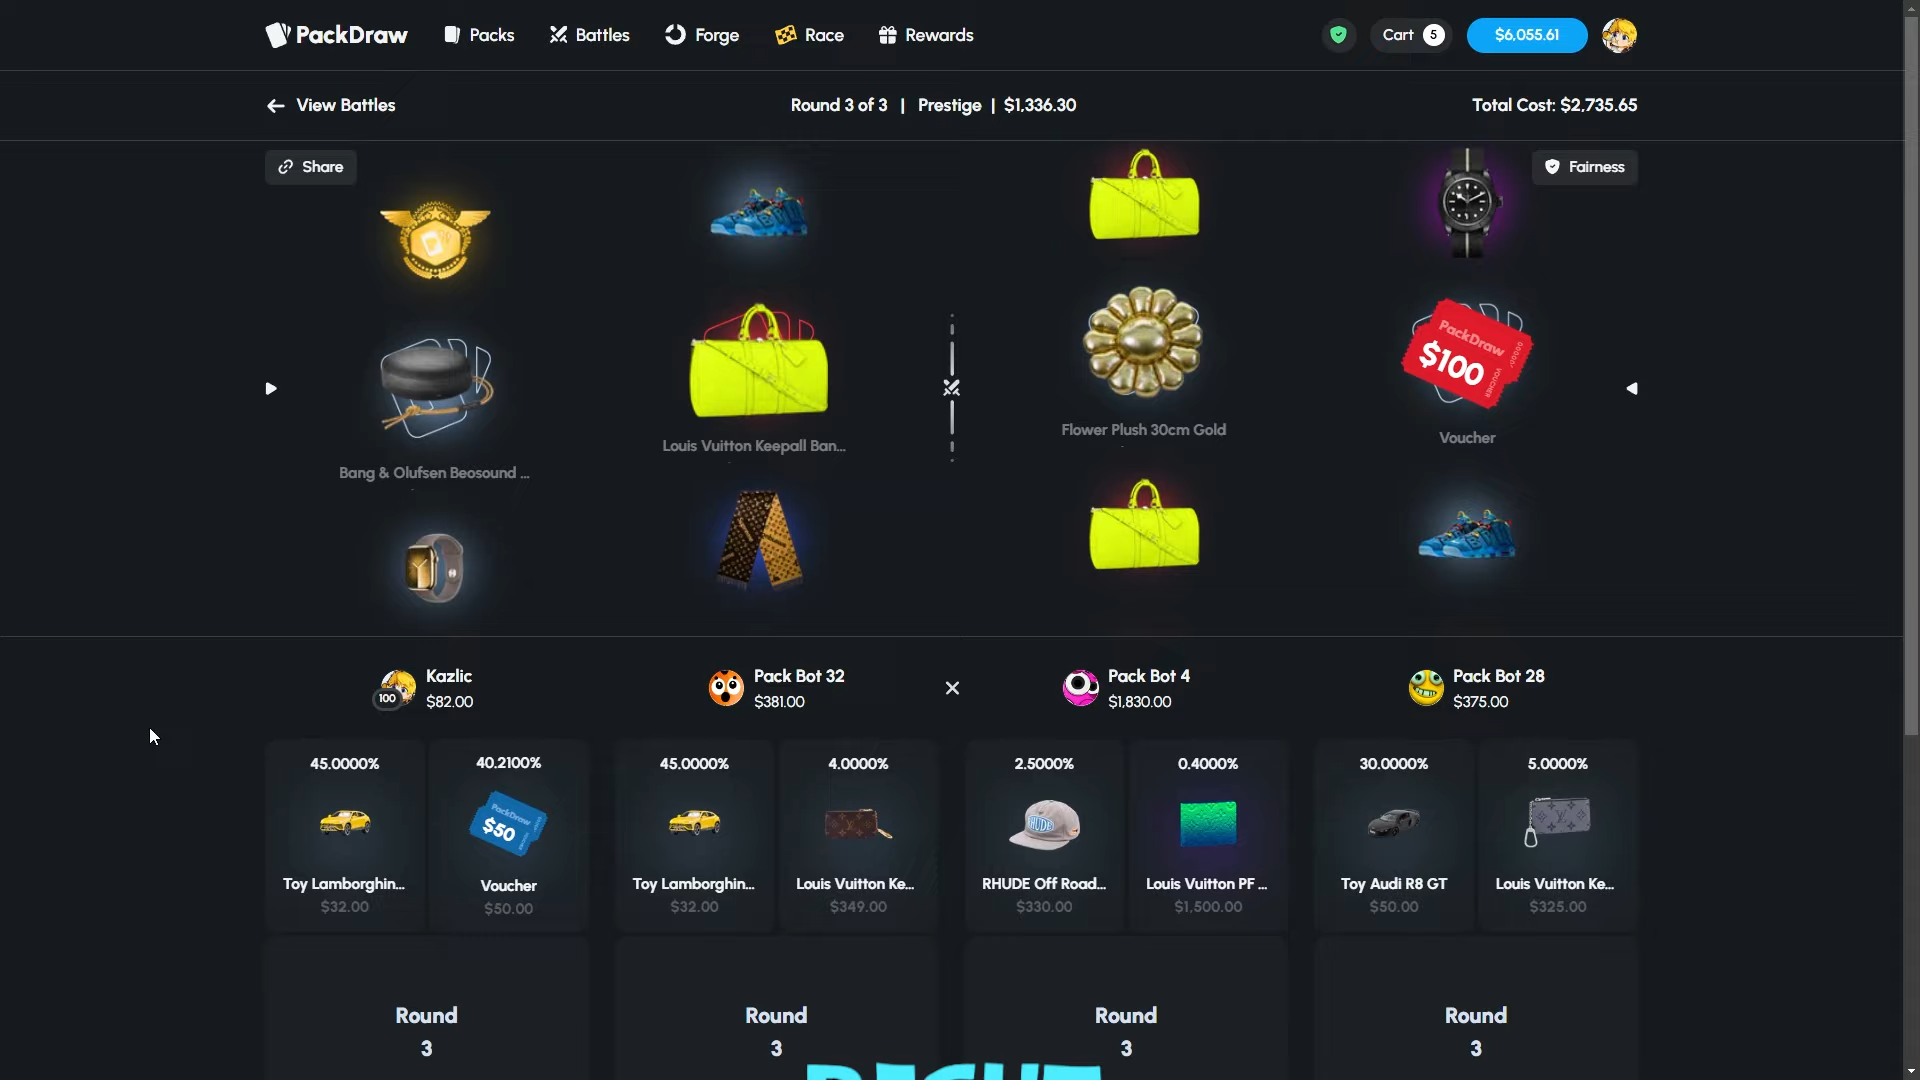 PackDraw
Packs
Battles
Forge
Race
Rewards
Cart 5
$6,055.61
View Battles
Round 3 of 3 | Prestige | $1,336.30
Total Cost: $2,735.65
Share
Fairness
PackDraw
$100
VOUCHER
Bang & Olufsen Beosound ...
Louis Vuitton Keepall Ban...
Flower Plush 30cm Gold
Voucher
100
Kazlic
$82.00
Pack Bot 32
$381.00
Pack Bot 4
$1,830.00
Pack Bot 28
$375.00
45.0000%
Toy Lamborghin...
$32.00
40.2100%
PackDraw
$50
Voucher
$50.00
45.0000%
Toy Lamborghin...
$32.00
4.0000%
Louis Vuitton Ke...
$349.00
2.5000%
RHUDE
RHUDE Off Road...
$330.00
0.4000%
Louis Vuitton PF ...
$1,500.00
30.0000%
Toy Audi R8 GT
$50.00
5.0000%
Louis Vuitton Ke...
$325.00
Round
3
Round
3
Round
3
Round
3